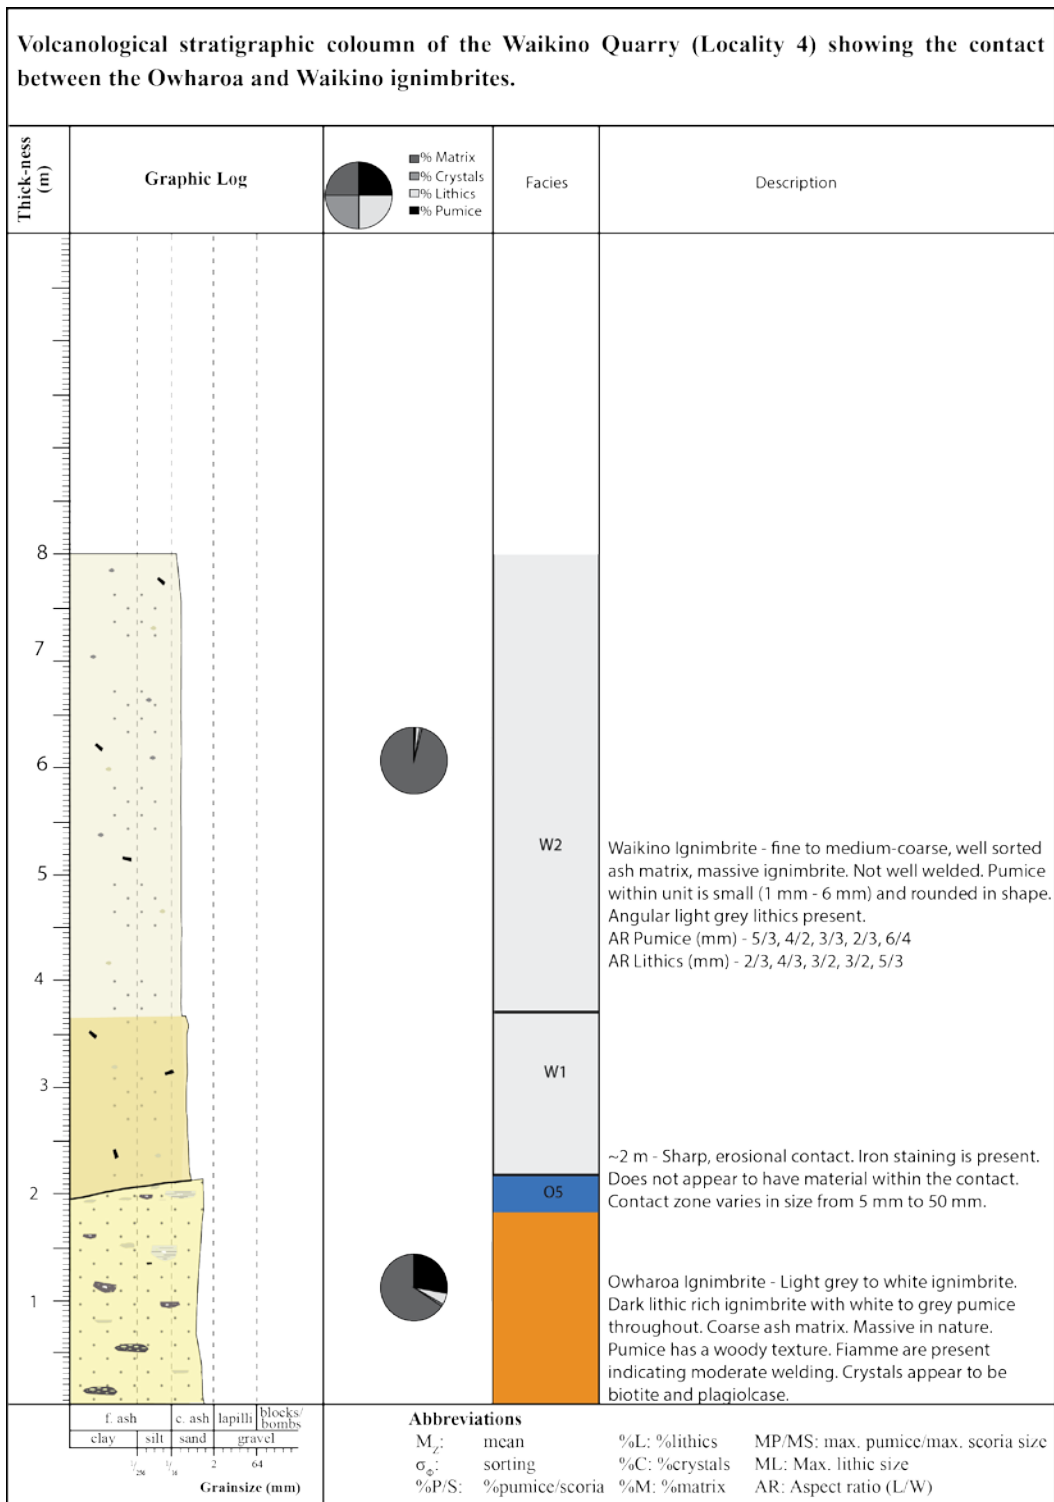 Volcanological stratigraphic coloumn of the Waikino Quarry (Locality 4) showing the contact
between the Owharoa and Waikino ignimbrites.
Thick-ness
(m)
Graphic Log
% Matrix
% Crystals
% Lithics
% Pumice
Facies
Description
8
7
6
5
4
3
2
1
W2
Waikino Ignimbrite - fine to medium-coarse, well sorted
ash matrix, massive ignimbrite. Not well welded. Pumice
within unit is small (1 mm - 6 mm) and rounded in shape.
Angular light grey lithics present.
AR Pumice (mm) - 5/3, 4/2, 3/3, 2/3, 6/4
AR Lithics (mm) - 2/3, 4/3, 3/2, 3/2, 5/3
W1
~2 m - Sharp, erosional contact. Iron staining is present.
Does not appear to have material within the contact.
Contact zone varies in size from 5 mm to 50 mm.
O5
Owharoa Ignimbrite - Light grey to white ignimbrite.
Dark lithic rich ignimbrite with white to grey pumice
throughout. Coarse ash matrix. Massive in nature.
Pumice has a woody texture. Fiamme are present
indicating moderate welding. Crystals appear to be
biotite and plagiolcase.
f. ash c. ash lapilli blocks/
bombs
clay silt sand gravel
1/256 1/16 2 64
Grainsize (mm)
Abbreviations
M_Z: mean %L: %lithics MP/MS: max. pumice/max. scoria size
σ_Φ: sorting %C: %crystals ML: Max. lithic size
%P/S: %pumice/scoria %M: %matrix AR: Aspect ratio (L/W)